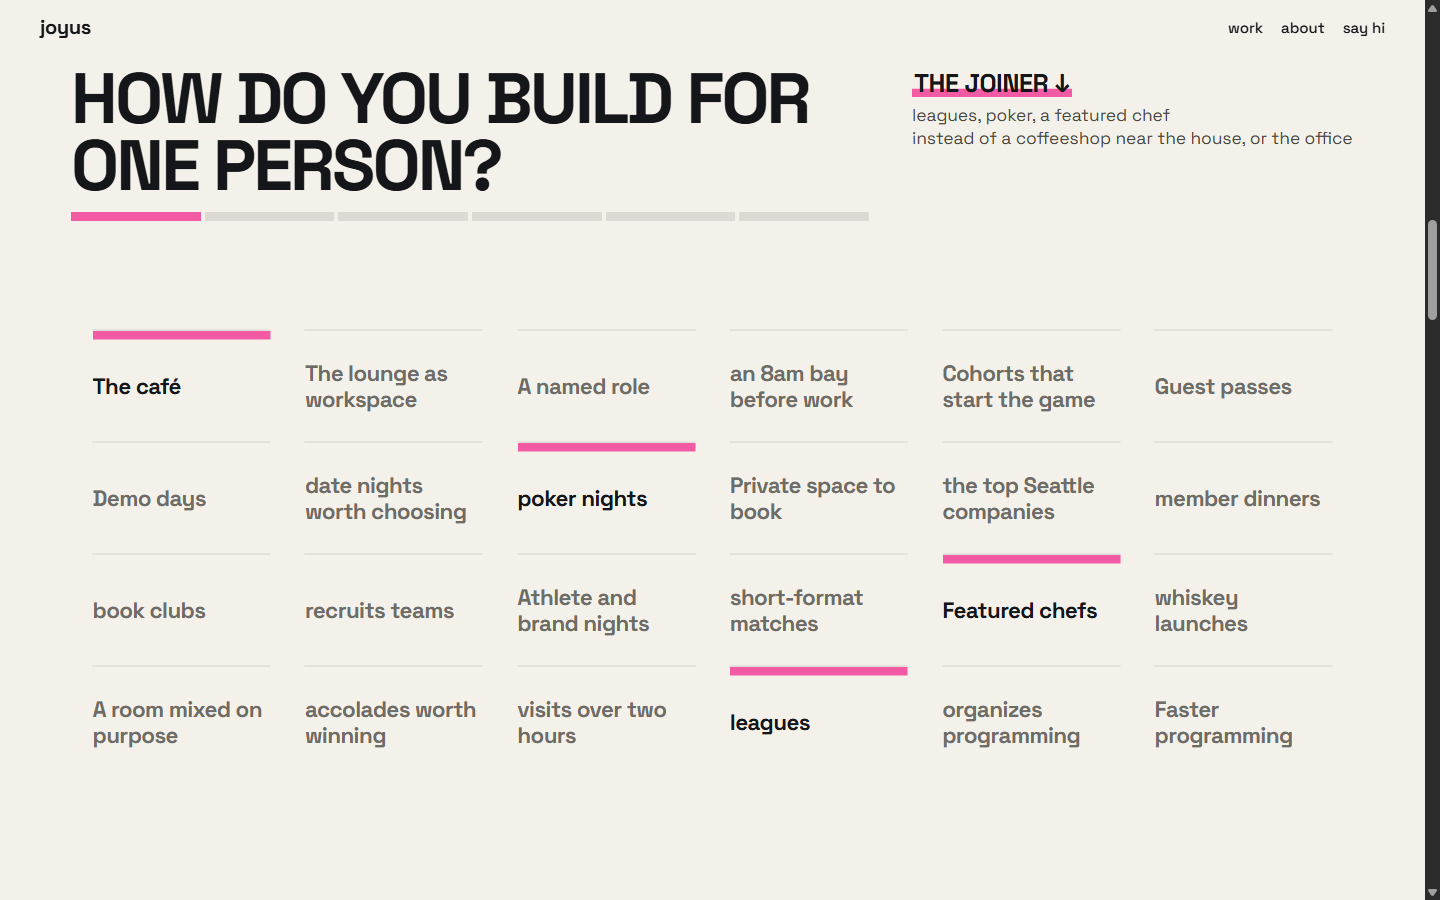 joyus
work about say hi
HOW DO YOU BUILD FOR
ONE PERSON?
THE JOINER ↓
leagues, poker, a featured chef
instead of a coffeeshop near the house, or the office
The café
The lounge as
workspace
A named role
an 8am bay
before work
Cohorts that
start the game
Guest passes
Demo days
date nights
worth choosing
poker nights
Private space to
book
the top Seattle
companies
member dinners
book clubs
recruits teams
Athlete and
brand nights
short-format
matches
Featured chefs
whiskey
launches
A room mixed on
purpose
accolades worth
winning
visits over two
hours
leagues
organizes
programming
Faster
programming